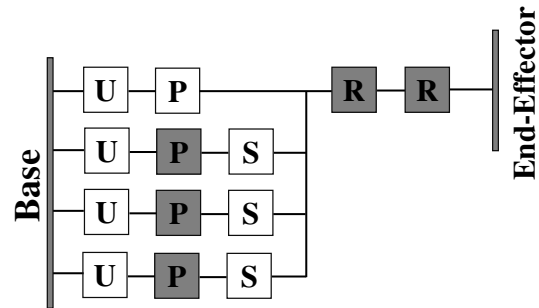 Base
U P R R
U P S
U P S
U P S
End-Effector